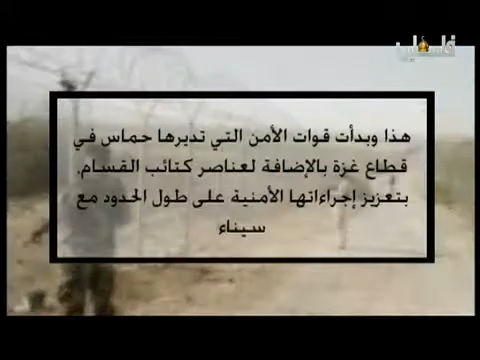 فلسطين
هذا وبدأت قوات الأمن التي تديرها حماس في
قطاع غزة بالإضافة لعناصر كتائب القسام,
بتعزيز إجراءاتها الأمنية على طول الحدود مع
سيناء